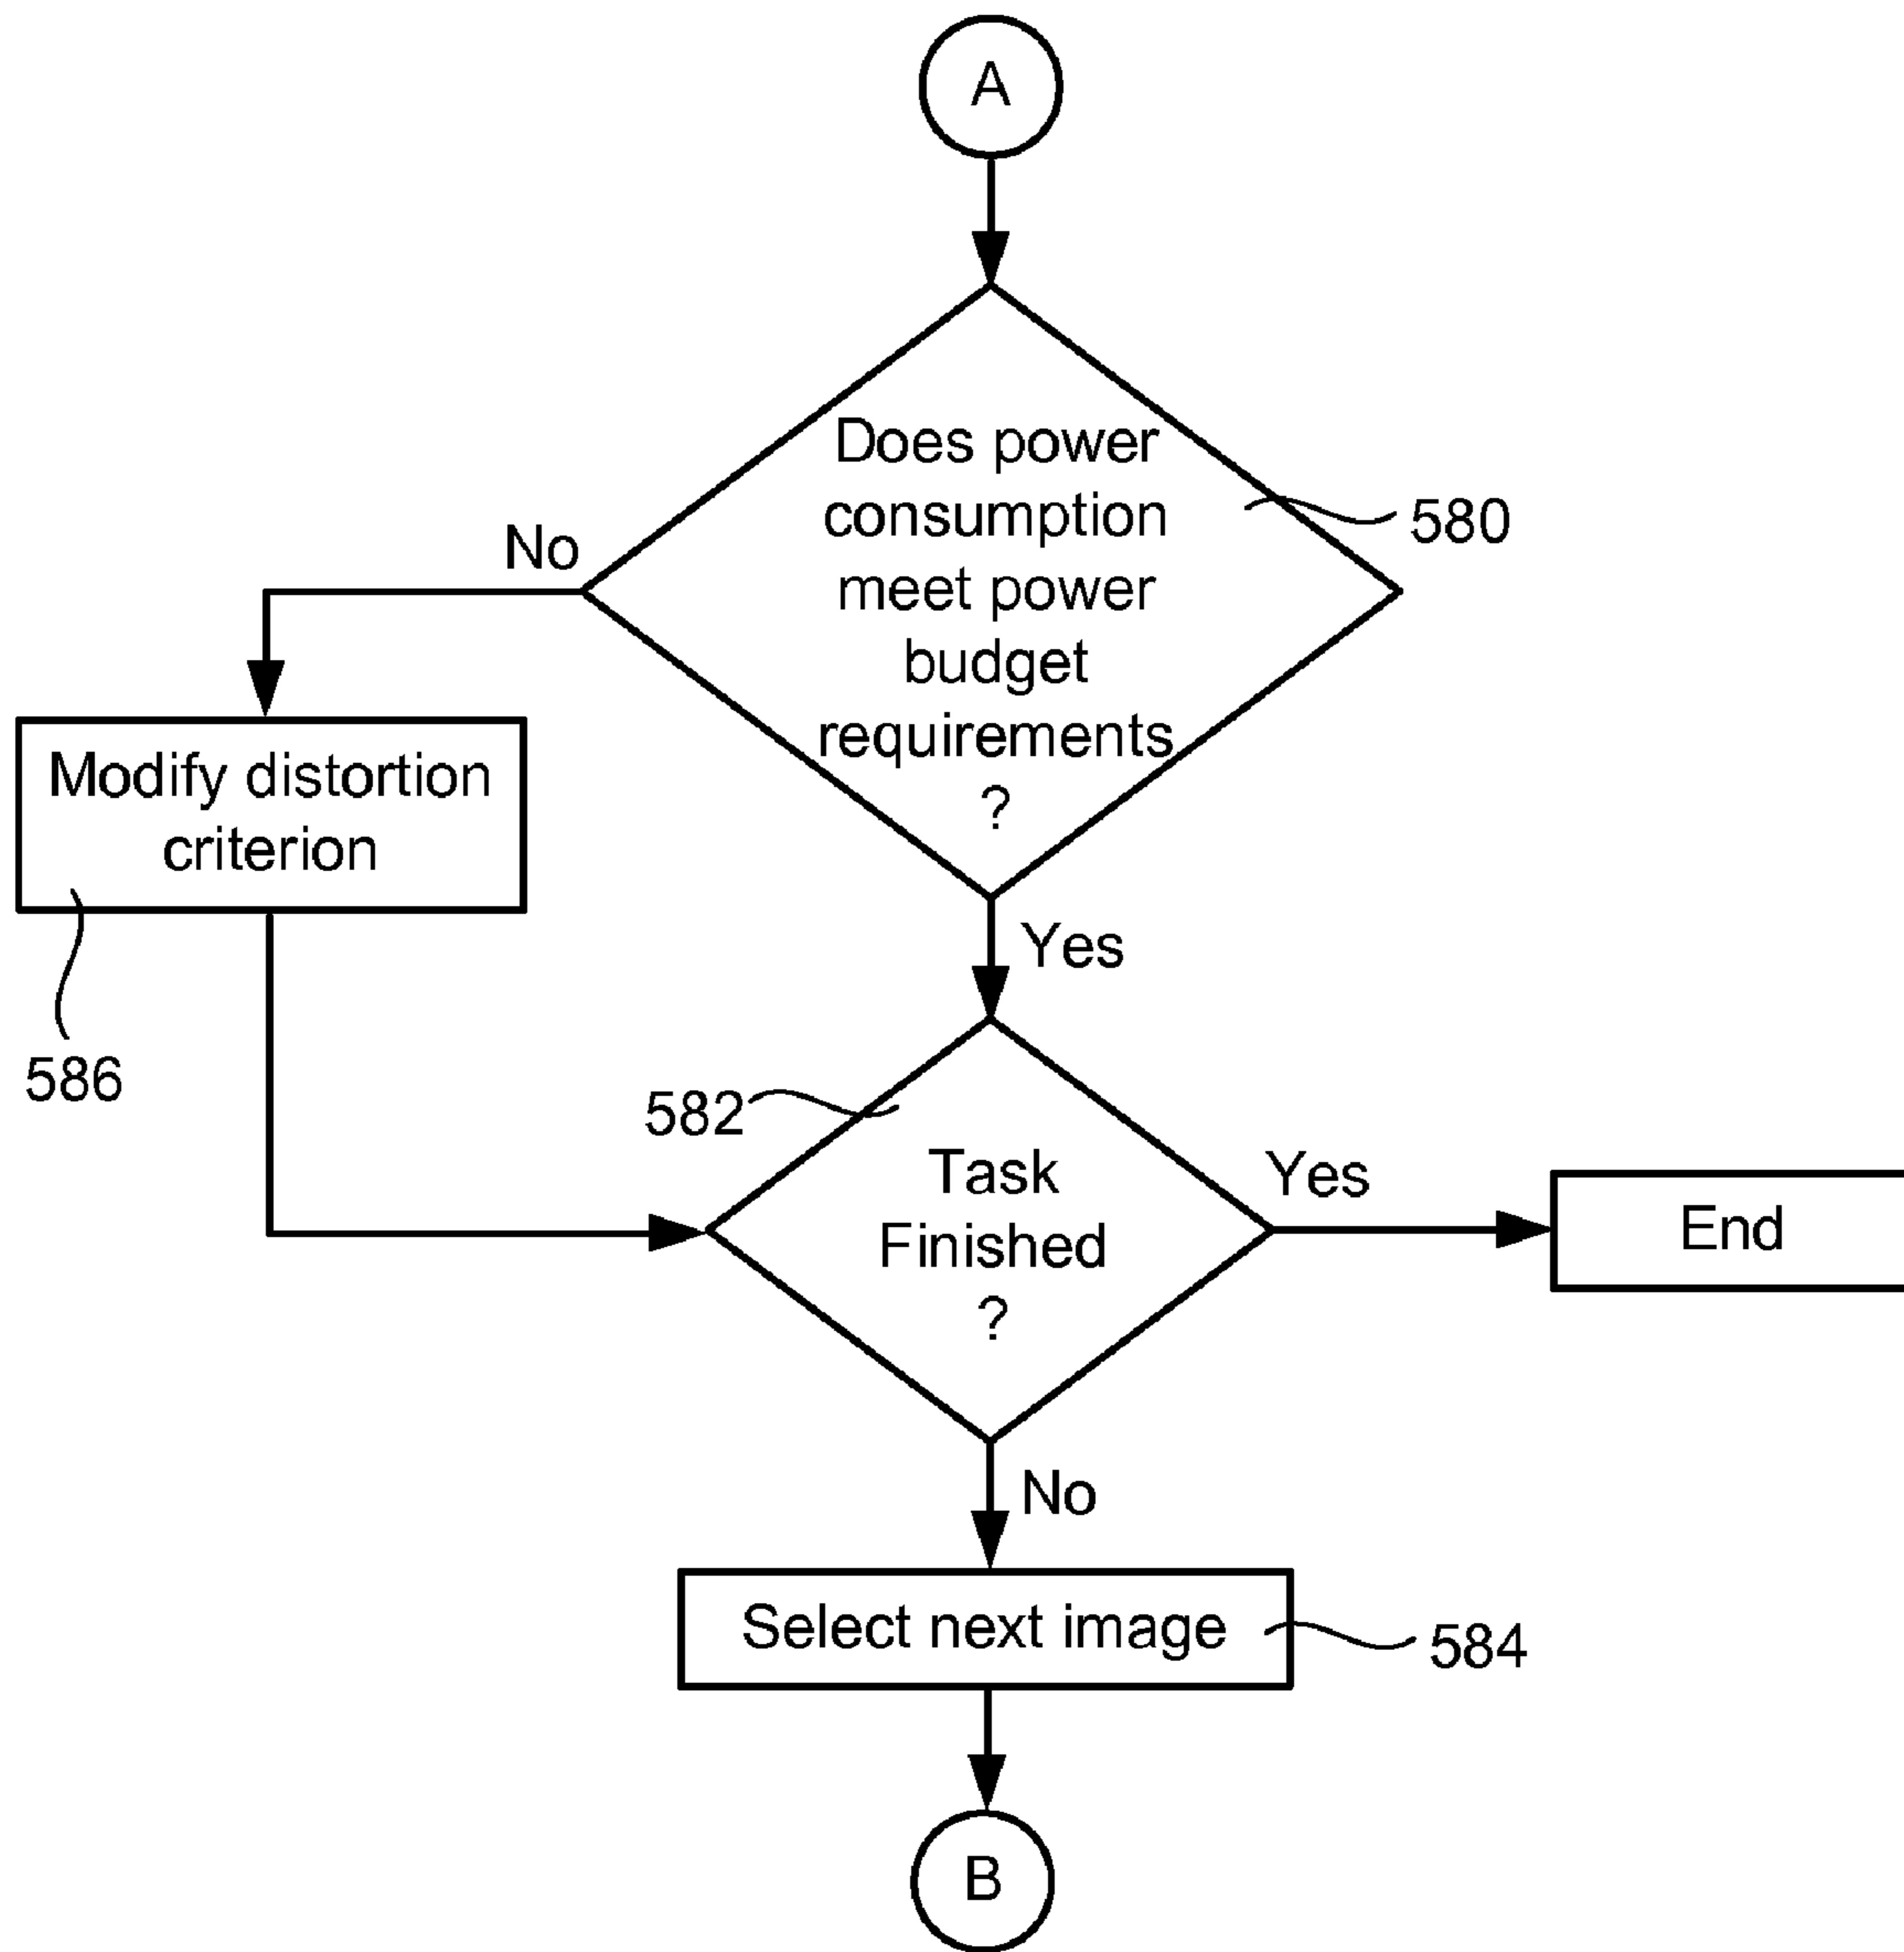 A
Does power
consumption
meet power
budget
requirements
?
580
No
Modify distortion
criterion
586
Yes
582
Task
Finished
?
Yes
End
No
Select next image
584
B